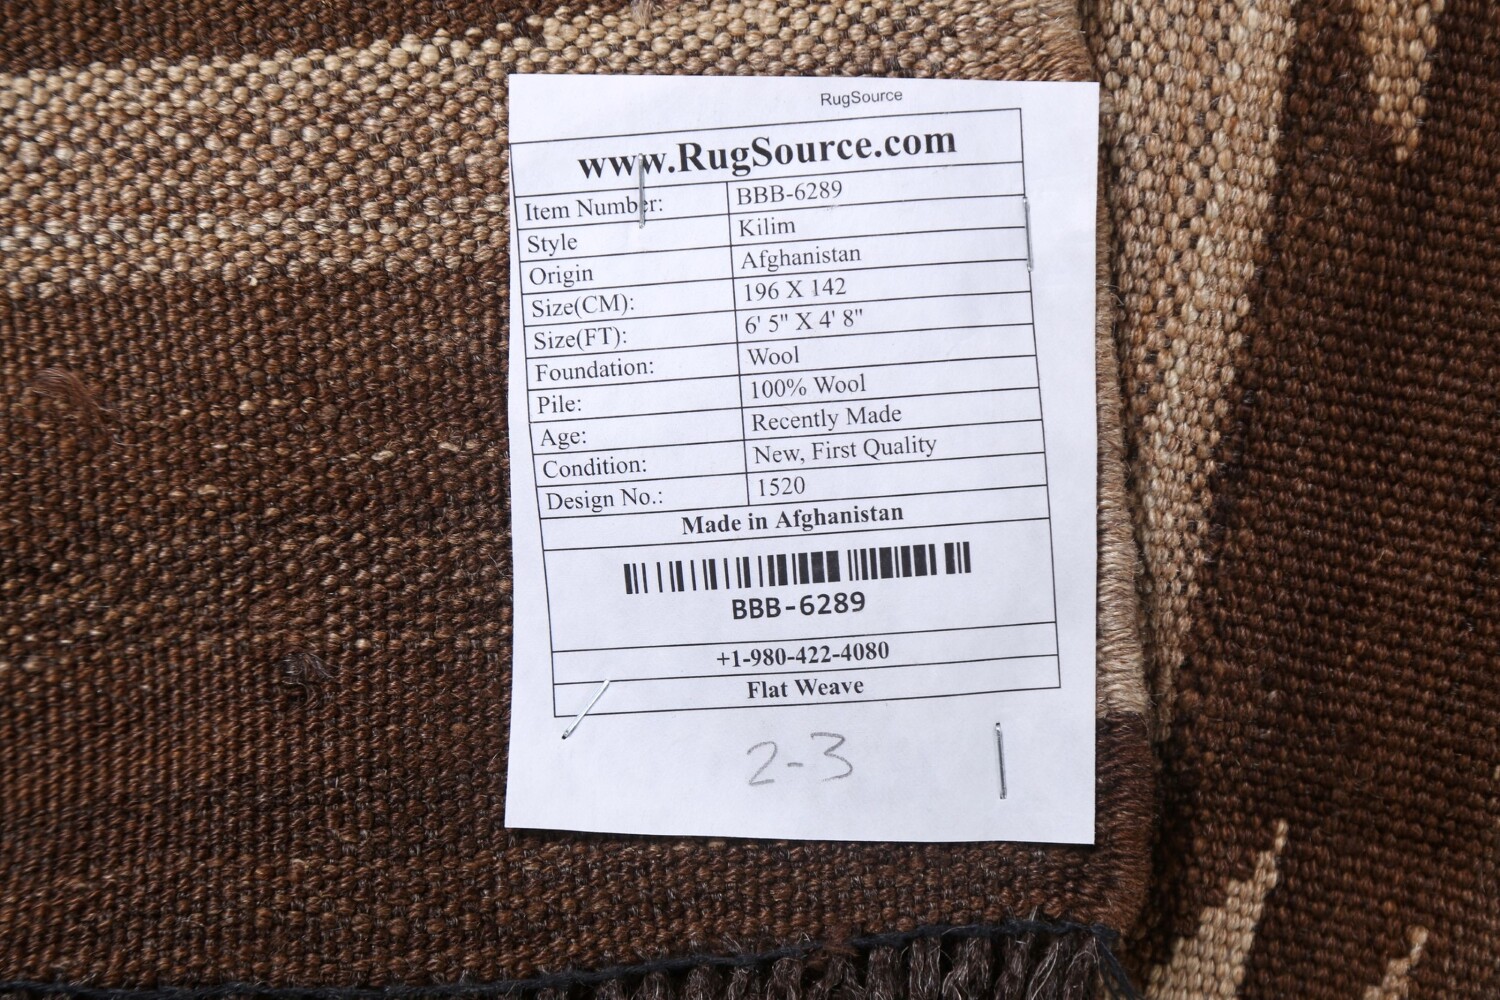 RugSource
www.RugSource.com
Item Number: BBB-6289
Style Kilim
Origin Afghanistan
Size(CM): 196 X 142
Size(FT): 6' 5" X 4' 8"
Foundation: Wool
Pile: 100% Wool
Age: Recently Made
Condition: New, First Quality
Design No.: 1520
Made in Afghanistan
BBB-6289
+1-980-422-4080
Flat Weave
2-3